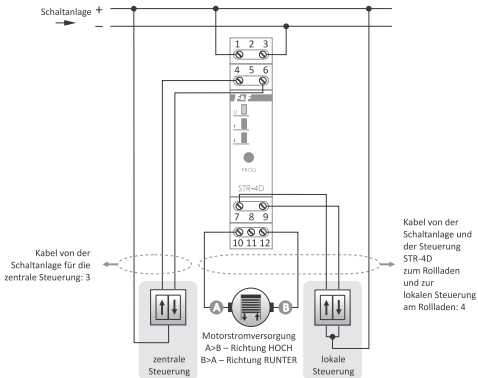 Schaltanlage +
−
1 2 3
4 5 6
F&F
U
↑
↓
PROG
STR-4D
7 8 9
10 11 12
Kabel von der
Schaltanlage für die
zentrale Steuerung: 3
Kabel von der
Schaltanlage und
der Steuerung
STR-4D
zum Rollladen
und zur
lokalen Steuerung
am Rollladen: 4
A
B
Motorstromversorgung
A>B – Richtung HOCH
B>A – Richtung RUNTER
zentrale
Steuerung
lokale
Steuerung